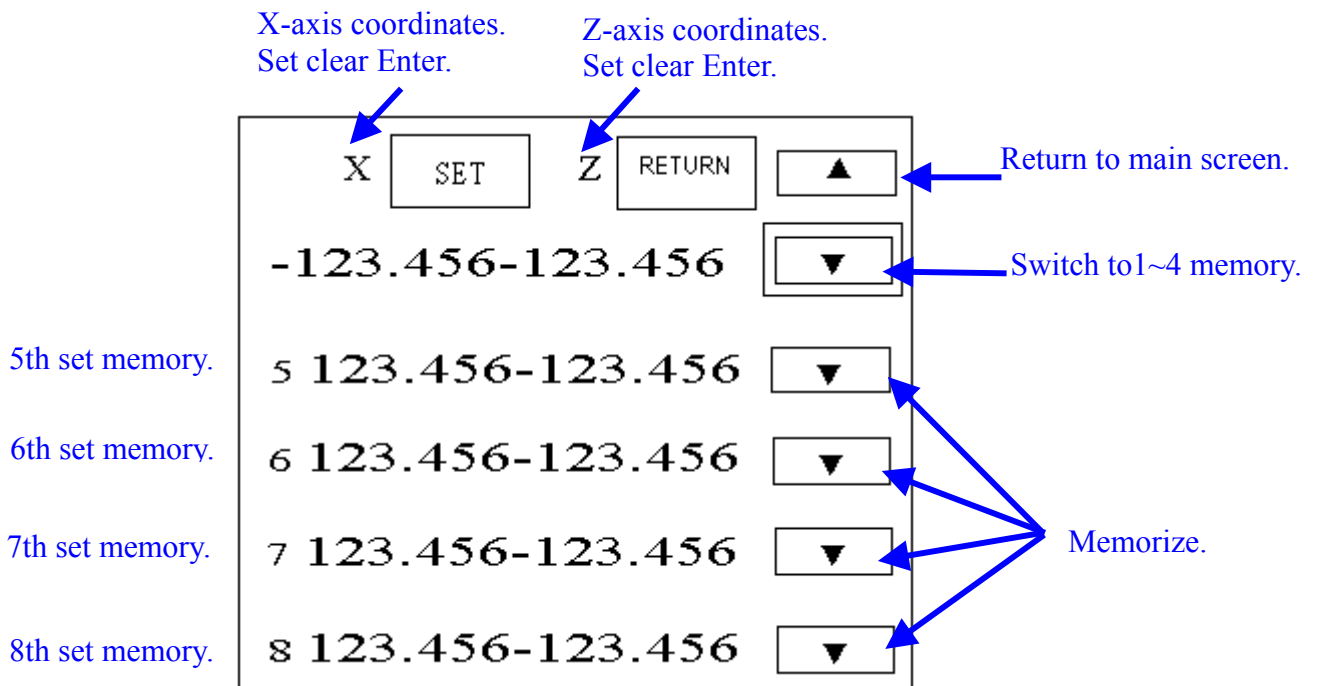 X-axis coordinates.
Set clear Enter.
Z-axis coordinates.
Set clear Enter.
X SET Z RETURN ▲
Return to main screen.
-123.456-123.456 ▼
Switch to1~4 memory.
5th set memory.
5 123.456-123.456 ▼
6th set memory.
6 123.456-123.456 ▼
7th set memory.
7 123.456-123.456 ▼
Memorize.
8th set memory.
8 123.456-123.456 ▼